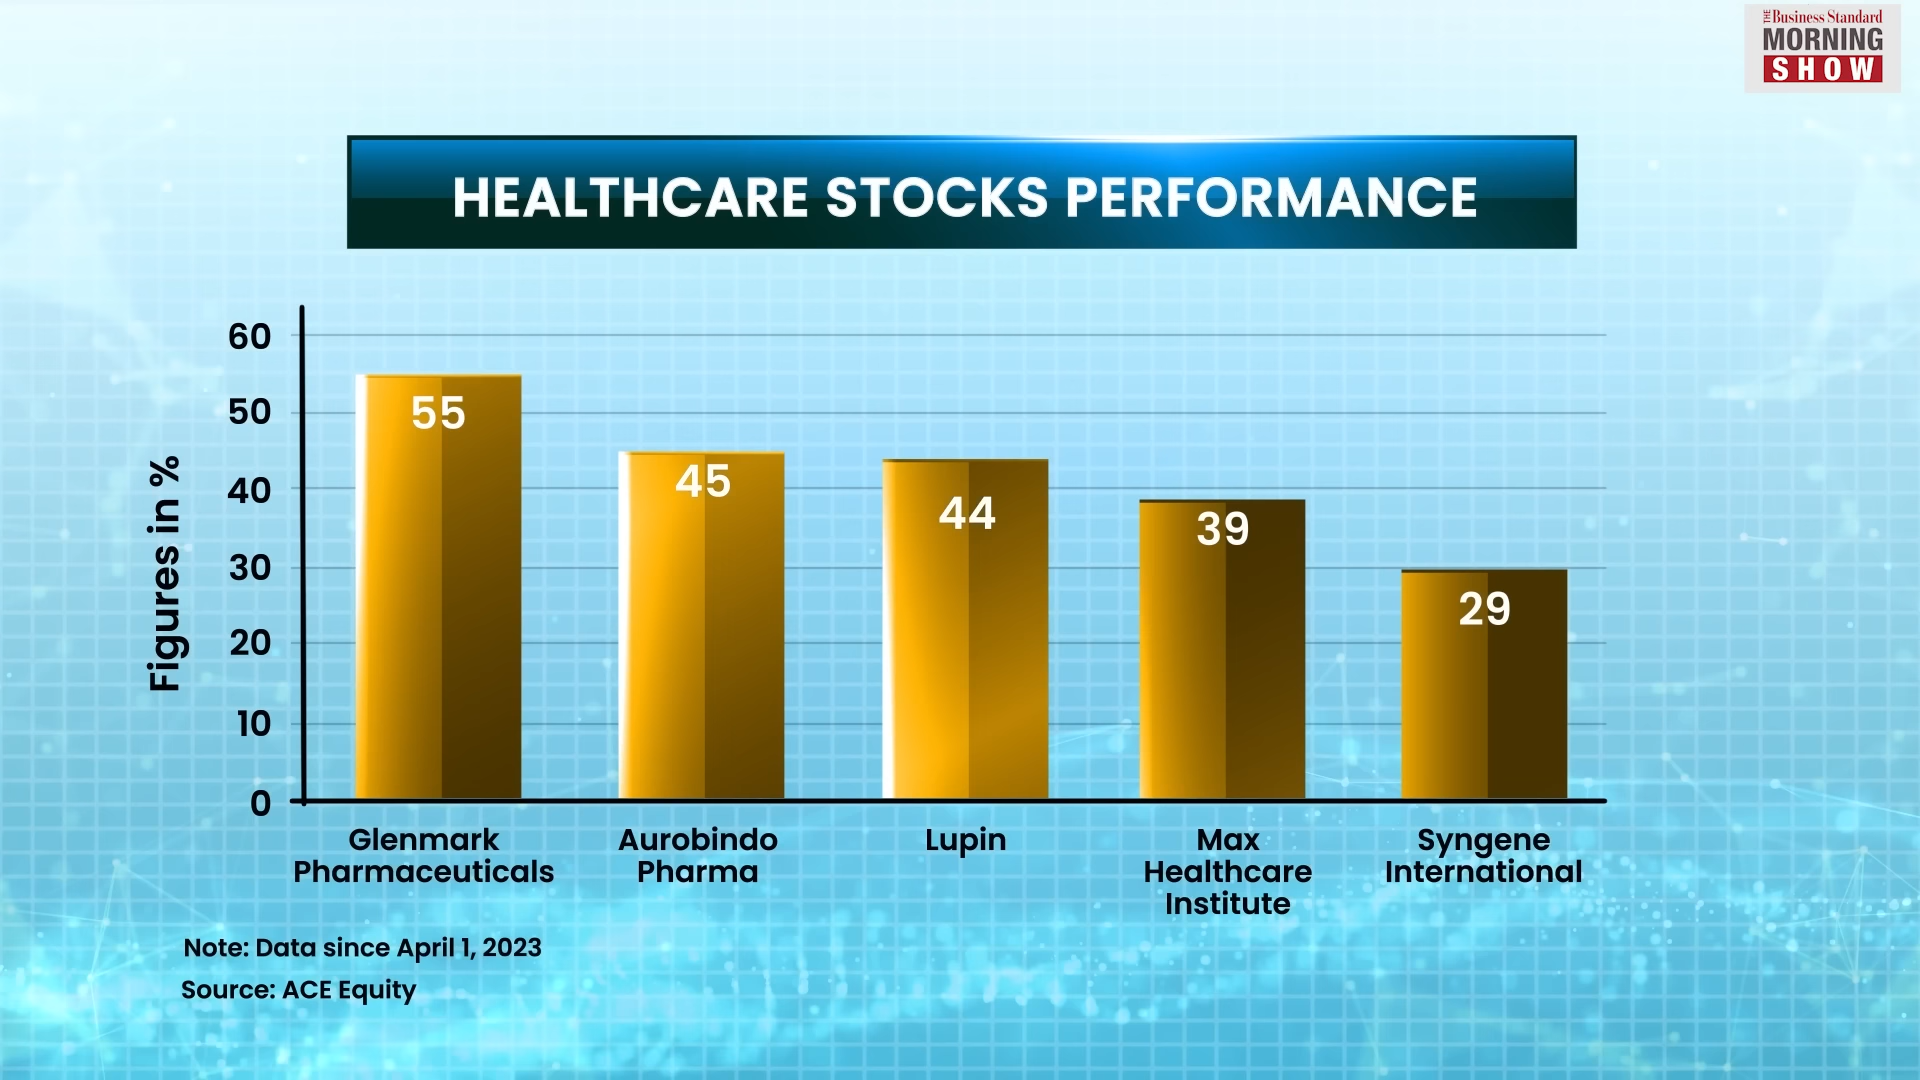 THE Business Standard
MORNING
SHOW
HEALTHCARE STOCKS PERFORMANCE
Figures in %
60
50
40
30
20
10
0
55
45
44
39
29
Glenmark
Pharmaceuticals
Aurobindo
Pharma
Lupin
Max
Healthcare
Institute
Syngene
International
Note: Data since April 1, 2023
Source: ACE Equity